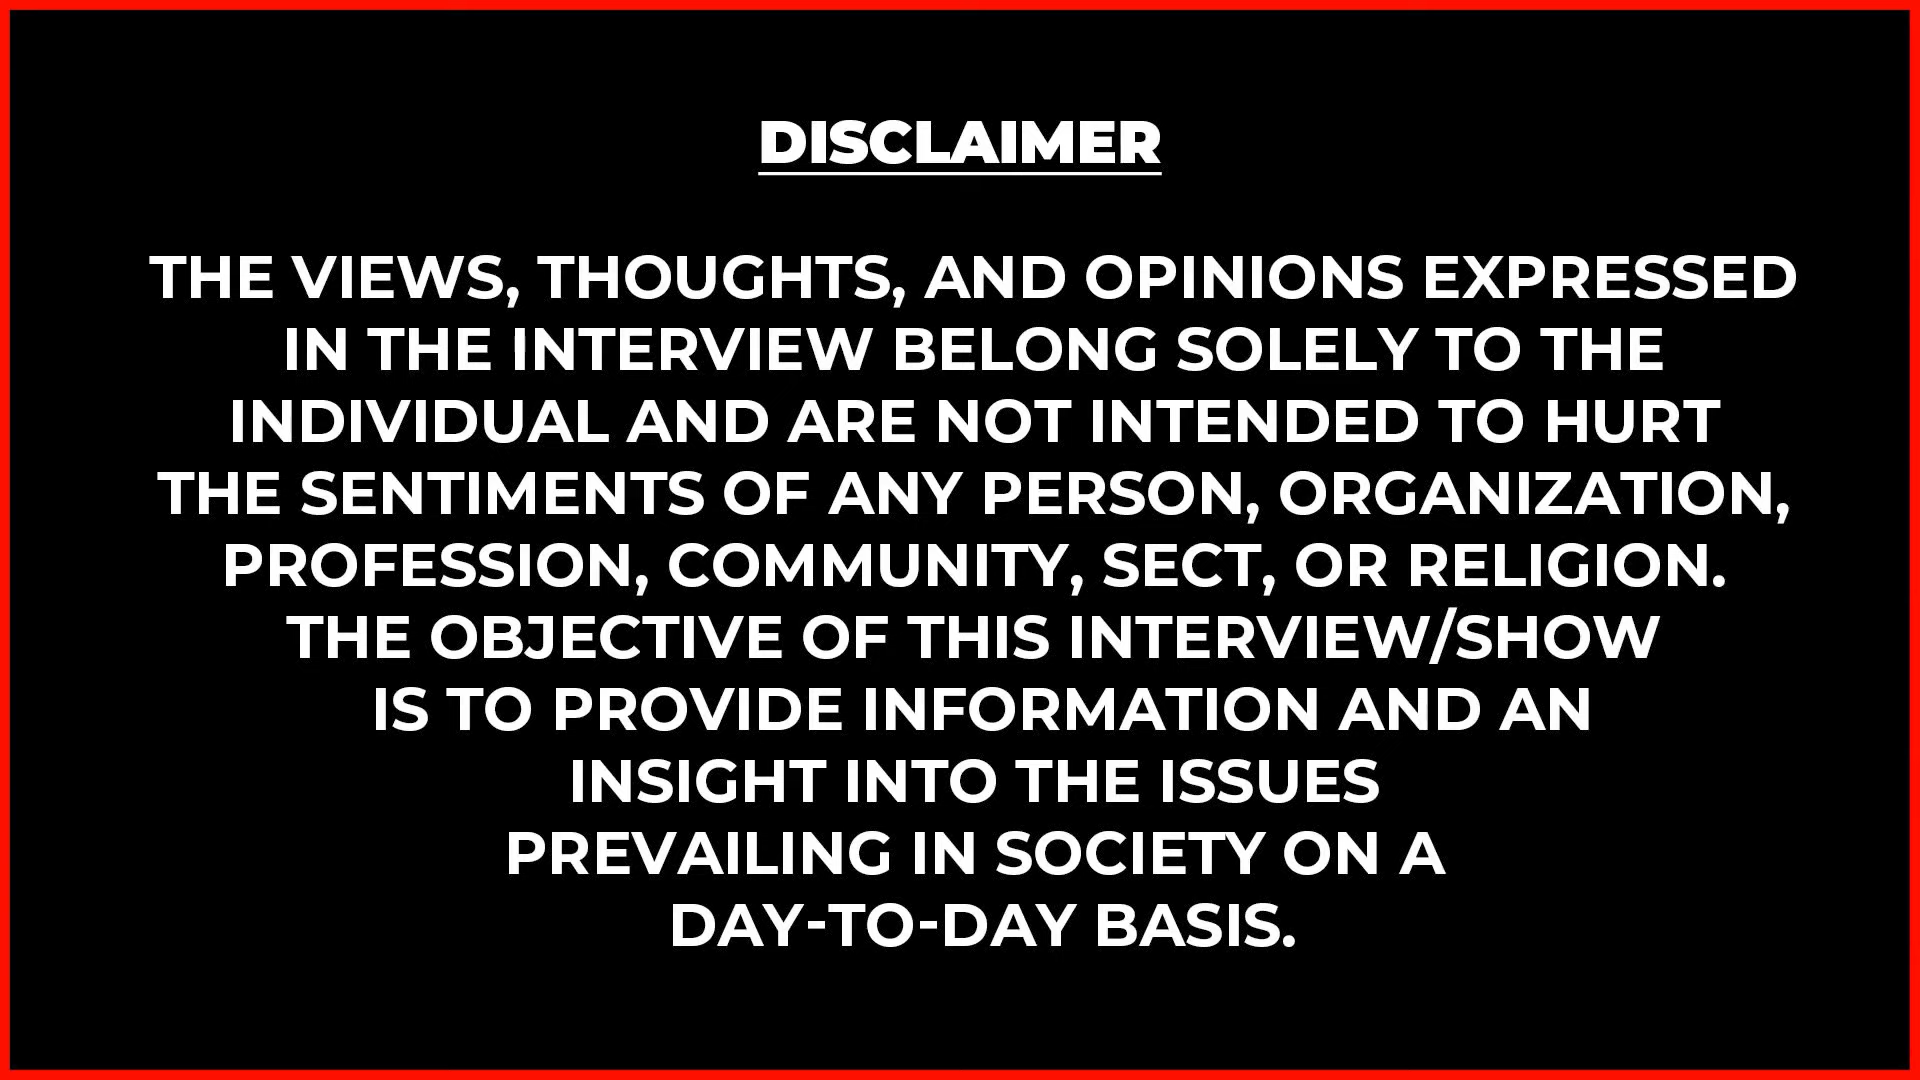 DISCLAIMER
THE VIEWS, THOUGHTS, AND OPINIONS EXPRESSED
IN THE INTERVIEW BELONG SOLELY TO THE
INDIVIDUAL AND ARE NOT INTENDED TO HURT
THE SENTIMENTS OF ANY PERSON, ORGANIZATION,
PROFESSION, COMMUNITY, SECT, OR RELIGION.
THE OBJECTIVE OF THIS INTERVIEW/SHOW
IS TO PROVIDE INFORMATION AND AN
INSIGHT INTO THE ISSUES
PREVAILING IN SOCIETY ON A
DAY-TO-DAY BASIS.